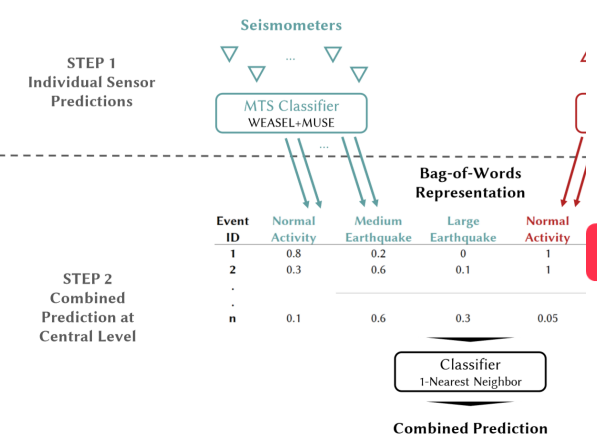 Seismometers
...
STEP 1
Individual Sensor
Predictions
MTS Classifier
WEASEL+MUSE
...
Bag-of-Words
Representation
Event Normal Medium Large Normal
ID Activity Earthquake Earthquake Activity
1 0.8 0.2 0 1
2 0.3 0.6 0.1 1
.
.
n 0.1 0.6 0.3 0.05
STEP 2
Combined
Prediction at
Central Level
Classifier
1-Nearest Neighbor
Combined Prediction